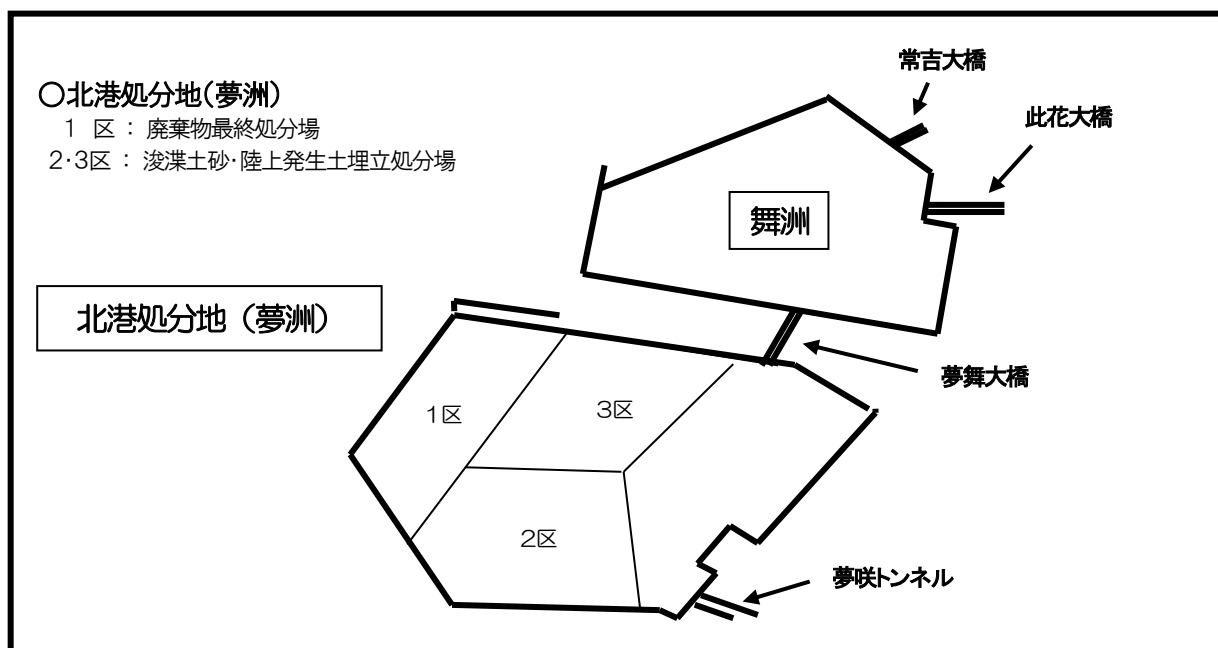 ○北港処分地(夢洲)
1 区 : 廃棄物最終処分場
2・3区 : 浚渫土砂・陸上発生土埋立処分場
常吉大橋
此花大橋
舞洲
北港処分地 (夢洲)
夢舞大橋
1区
3区
2区
夢咲トンネル